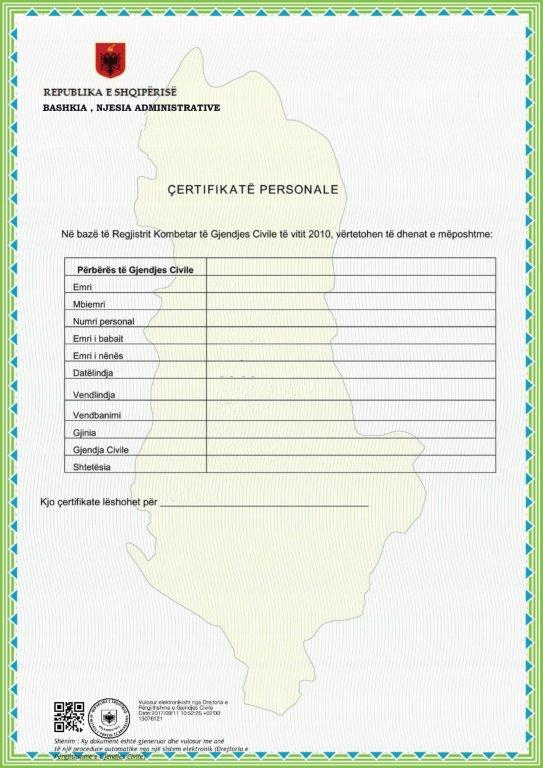 REPUBLIKA E SHQIPËRISË
BASHKIA , NJESIA ADMINISTRATIVE
ÇERTIFIKATË PERSONALE
Në bazë të Regjistrit Kombetar të Gjendjes Civile të vitit 2010, vërtetohen të dhenat e mëposhtme:
Përbërës të Gjendjes Civile
Emri
Mbiemri
Numri personal
Emri i babait
Emri i nënës
Datëlindja
Vendlindja
Vendbanimi
Gjinia
Gjendja Civile
Shtetësia
Kjo çertifikate lëshohet për
Vulosur elektronikisht nga Drejtoria e
Përgjithshme e Gjendjes Civile
Date:2017/09/11 10:52:25 +02'00'
15076121
Shënim : Ky dokument është gjeneruar dhe vulosur me anë
të një procedure automatike nga një sistem elektronik (Drejtoria e
Përgjithshme e Gjendjes Civile)